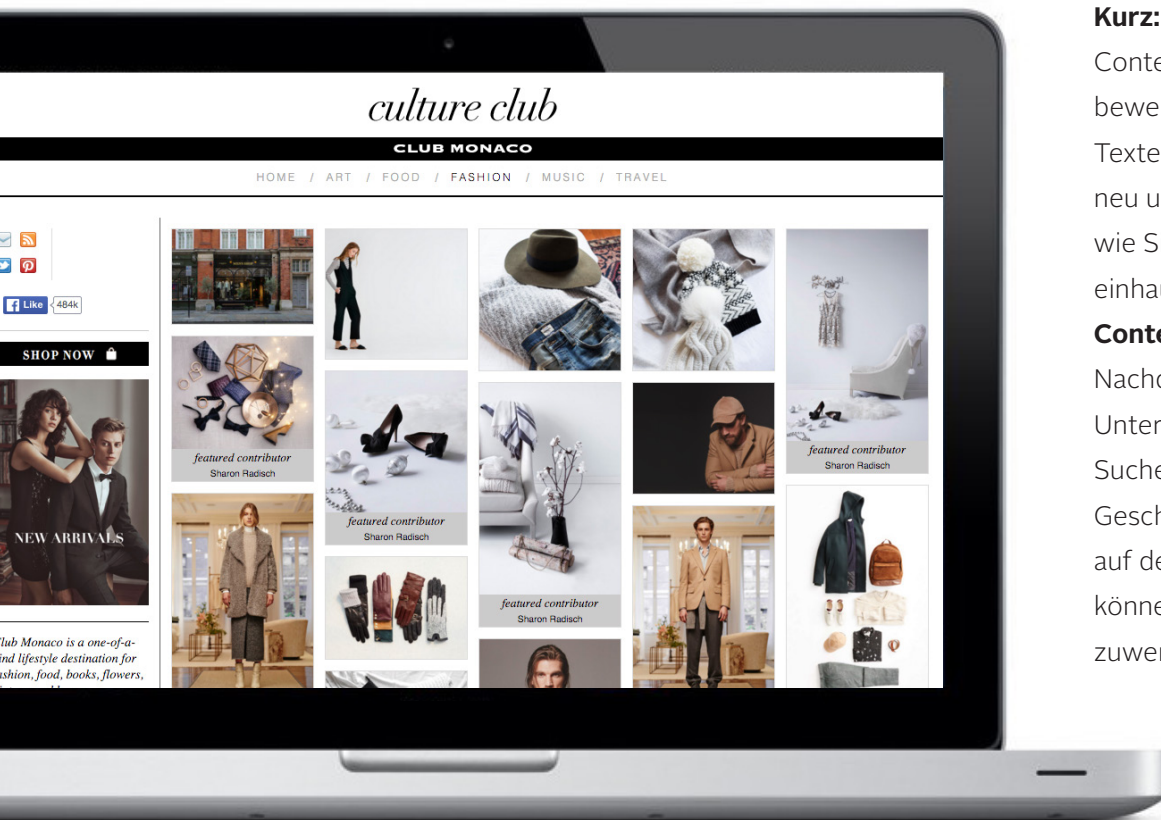 culture club
CLUB MONACO
HOME / ART / FOOD / FASHION / MUSIC / TRAVEL
Like 484k
SHOP NOW
NEW ARRIVALS
Club Monaco is a one-of-a-
kind lifestyle destination for
fashion, food, books, flowers,
featured contributor
Sharon Radisch
featured contributor
Sharon Radisch
featured contributor
Sharon Radisch
featured contributor
Sharon Radisch
Kurz:
Conte
bewe
Texte
neu u
wie S
einha
Conte
Nach
Unter
Suche
Gesch
auf de
könne
zuwe